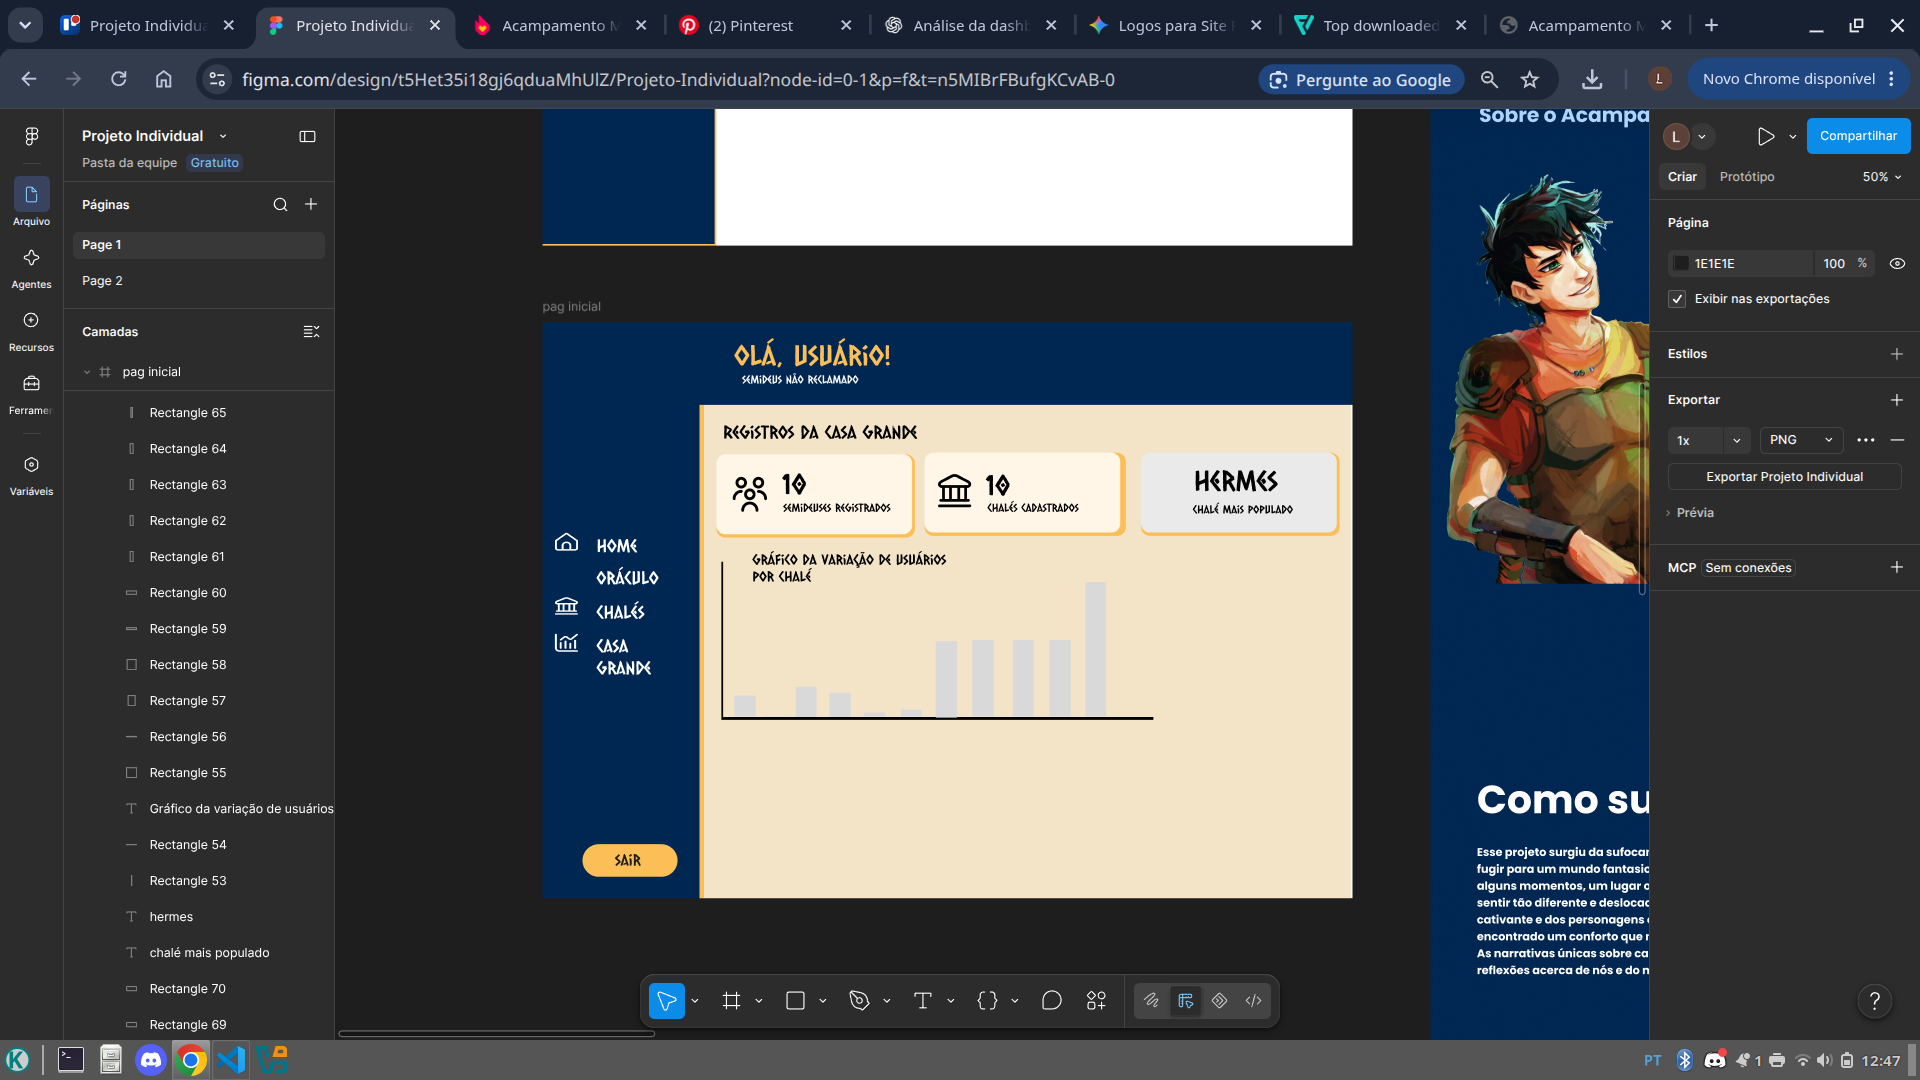 Projeto Individua
Projeto Individua
Acampamento M
(2) Pinterest
Análise da dash
Logos para Site
Top downloaded
Acampamento M
figma.com/design/t5Het35i18gj6qduaMhUlZ/Projeto-Individual?node-id=0-1&p=f&t=n5MIBrFBufgKCvAB-0
Pergunte ao Google
L
Novo Chrome disponível
Projeto Individual
Pasta da equipe
Gratuito
Arquivo
Agentes
Recursos
Ferramer
Variáveis
Páginas
Page 1
Page 2
Camadas
pag inicial
Rectangle 65
Rectangle 64
Rectangle 63
Rectangle 62
Rectangle 61
Rectangle 60
Rectangle 59
Rectangle 58
Rectangle 57
Rectangle 56
Rectangle 55
Gráfico da variação de usuários
Rectangle 54
Rectangle 53
hermes
chalé mais populado
Rectangle 70
Rectangle 69
pag inicial
OLÁ, USUÁRIO!
SEMIDEUS NÃO RECLAMADO
REGISTROS DA CASA GRANDE
10
SEMIDEUSES REGISTRADOS
10
CHALÉS CADASTRADOS
HERMES
CHALÉ MAIS POPULADO
HOME
ORÁCULO
CHALÉS
CASA
GRANDE
GRÁFICO DA VARIAÇÃO DE USUÁRIOS
POR CHALÉ
SAIR
Sobre o Acampa
Como su
Esse projeto surgiu da sufocar
fugir para um mundo fantasio
alguns momentos, um lugar o
sentir tão diferente e deslocad
cativante e dos personagens
encontrado um conforto que
As narrativas únicas sobre ca
reflexões acerca de nós e do
L
Compartilhar
Criar
Protótipo
50%
Página
1E1E1E
100
%
Exibir nas exportações
Estilos
Exportar
1x
PNG
Exportar Projeto Individual
Prévia
MCP
Sem conexões
?
PT
1
12:47